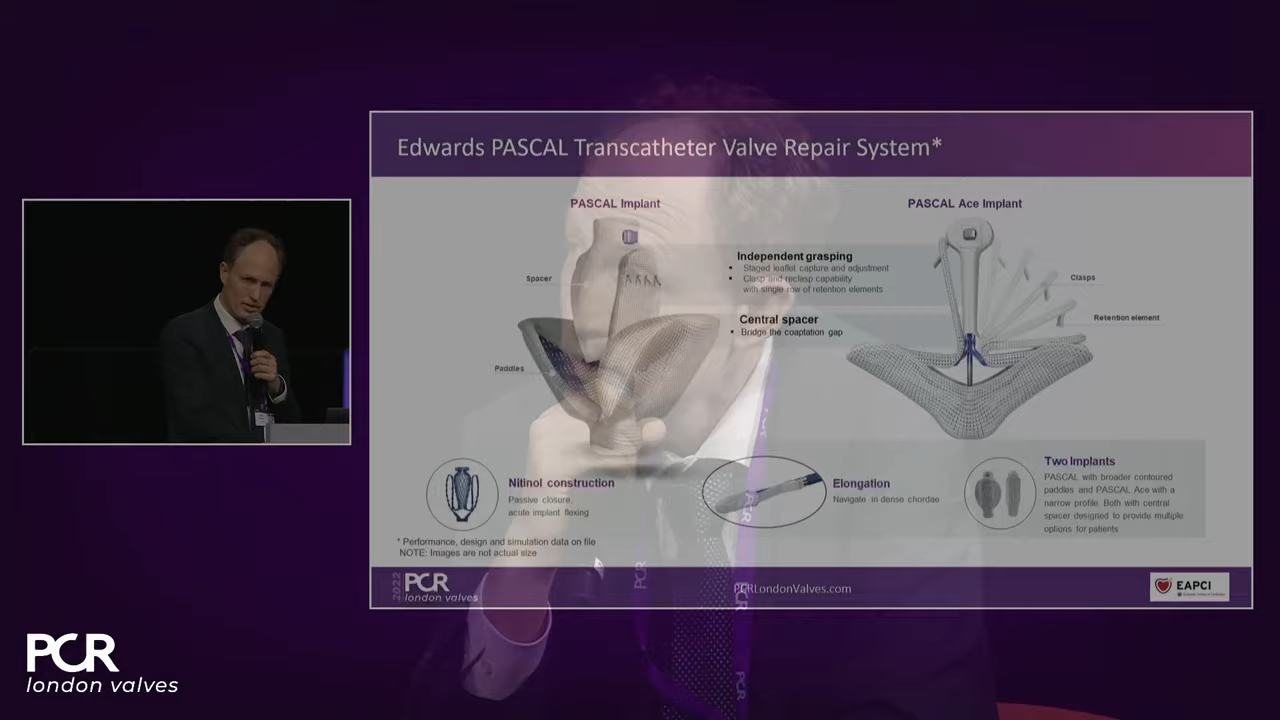 Edwards PASCAL Transcatheter Valve Repair System*
PASCAL Implant
PASCAL Ace Implant
Independent grasping
Staged leaflet capture and adjustment
Clasp and reclasp capability
with single row of retention elements
Spacer
Clasps
Central spacer
Bridge the coaptation gap
Retention element
Paddles
Nitinol construction
Passive closure,
acute implant flexing
Elongation
Navigate in dense chordae
Two Implants
PASCAL with broader contoured
paddles and PASCAL Ace with a
narrow profile. Both with central
spacer designed to provide multiple
options for patients
* Performance, design and simulation data on file
NOTE: Images are not actual size
2022
PCR
london valves
PCRLondonValves.com
EAPCI
PCR
london valves
PCR
PCR
PCR
PCR